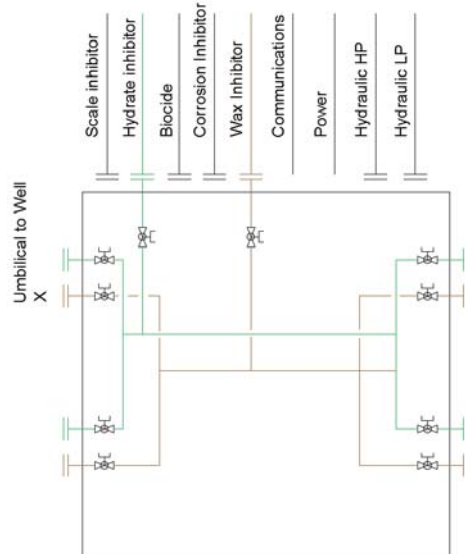 Scale inhibitor
Hydrate inhibitor
Biocide
Corrosion Inhibitor
Wax Inhibitor
Communications
Power
Hydraulic HP
Hydraulic LP
Umbilical to Well
X